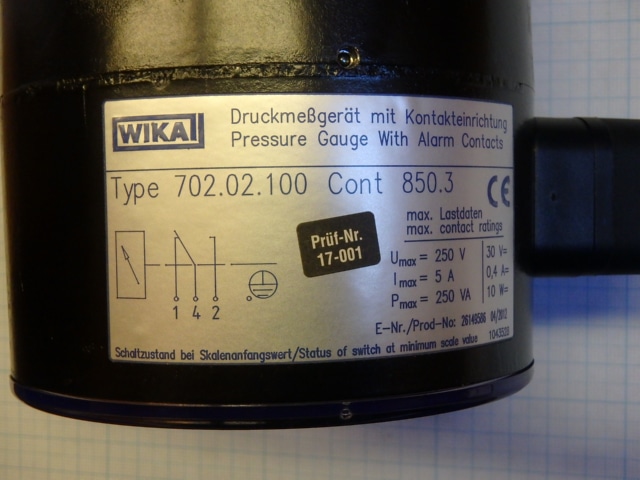 WIKA
Druckmeßgerät mit Kontakteinrichtung
Pressure Gauge With Alarm Contacts
Type 702.02.100 Cont 850.3 CE
max. Lastdaten
max. contact ratings
Prüf-Nr.
17-001
Umax = 250 V 30 V=
Imax = 5 A 0,4 A=
Pmax = 250 VA 10 W=
1 4 2
E-Nr./Prod-No: 26149586 04/2012
Schaltzustand bei Skalenanfangswert/Status of switch at minimum scale value